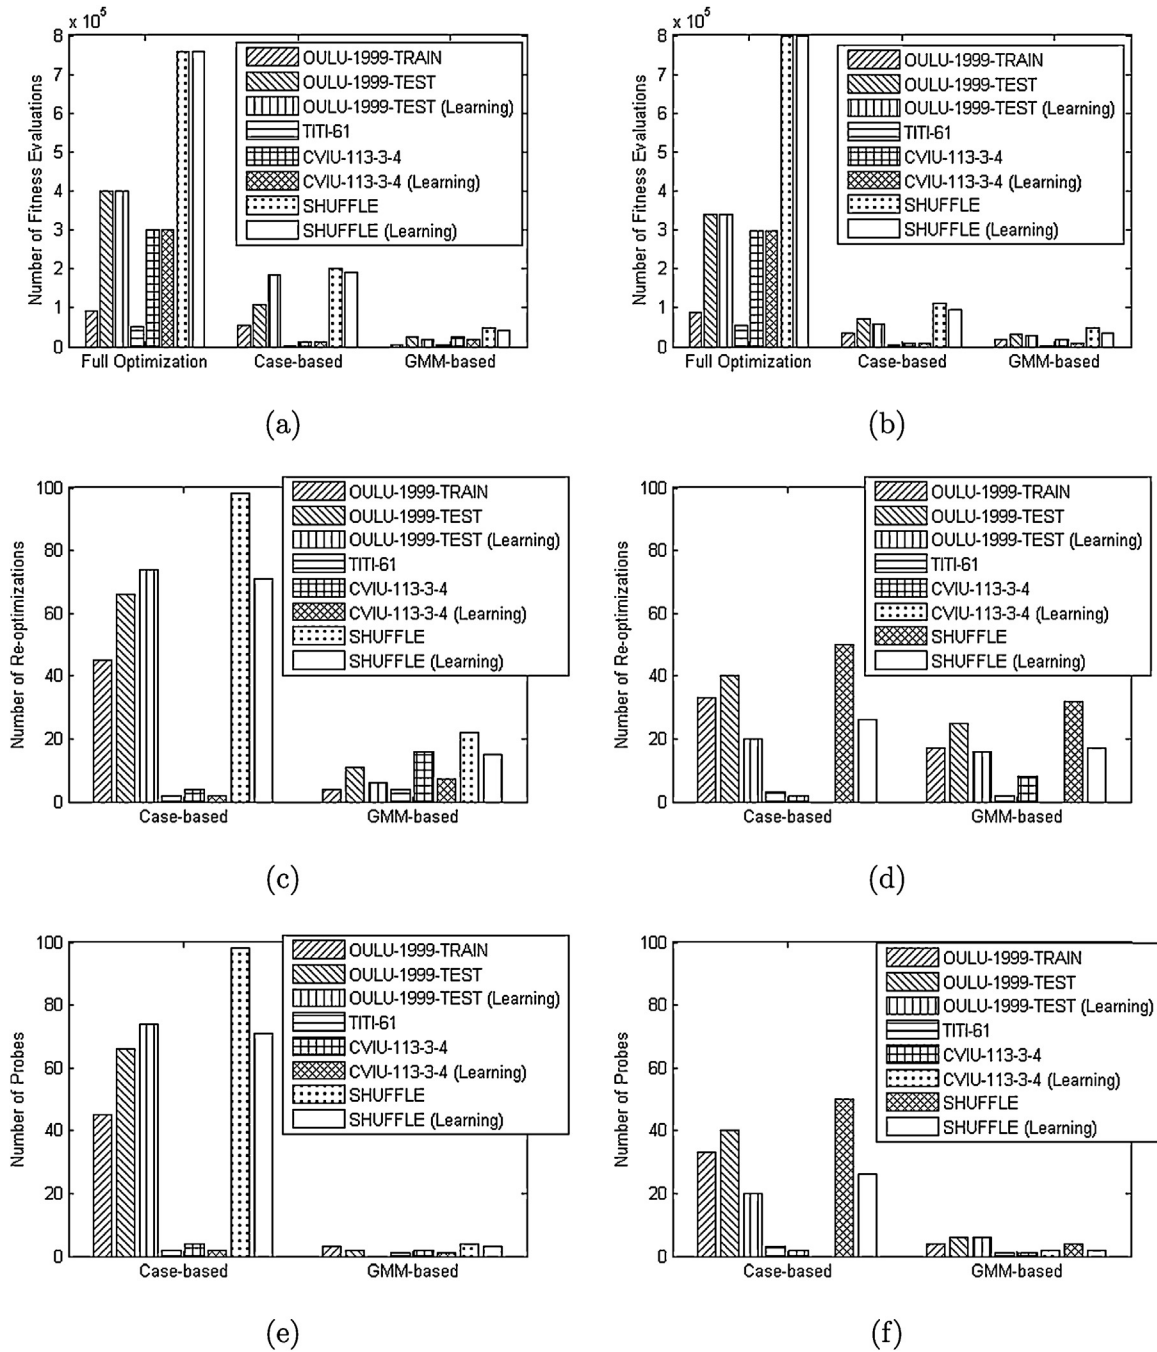 x 10^5
8
7
6
5
4
3
2
1
0
Number of Fitness Evaluations
OULU-1999-TRAIN
OULU-1999-TEST
OULU-1999-TEST (Learning)
TITI-61
CVIU-113-3-4
CVIU-113-3-4 (Learning)
SHUFFLE
SHUFFLE (Learning)
Full Optimization Case-based GMM-based
(a)
x 10^5
8
7
6
5
4
3
2
1
0
Number of Fitness Evaluations
OULU-1999-TRAIN
OULU-1999-TEST
OULU-1999-TEST (Learning)
TITI-61
CVIU-113-3-4
CVIU-113-3-4 (Learning)
SHUFFLE
SHUFFLE (Learning)
Full Optimization Case-based GMM-based
(b)
100
80
60
40
20
0
Number of Re-optimizations
OULU-1999-TRAIN
OULU-1999-TEST
OULU-1999-TEST (Learning)
TITI-61
CVIU-113-3-4
CVIU-113-3-4 (Learning)
SHUFFLE
SHUFFLE (Learning)
Case-based GMM-based
(c)
100
80
60
40
20
0
Number of Re-optimizations
OULU-1999-TRAIN
OULU-1999-TEST
OULU-1999-TEST (Learning)
TITI-61
CVIU-113-3-4
CVIU-113-3-4 (Learning)
SHUFFLE
SHUFFLE (Learning)
Case-based GMM-based
(d)
100
80
60
40
20
0
Number of Probes
OULU-1999-TRAIN
OULU-1999-TEST
OULU-1999-TEST (Learning)
TITI-61
CVIU-113-3-4
CVIU-113-3-4 (Learning)
SHUFFLE
SHUFFLE (Learning)
Case-based GMM-based
(e)
100
80
60
40
20
0
Number of Probes
OULU-1999-TRAIN
OULU-1999-TEST
OULU-1999-TEST (Learning)
TITI-61
CVIU-113-3-4
CVIU-113-3-4 (Learning)
SHUFFLE
SHUFFLE (Learning)
Case-based GMM-based
(f)